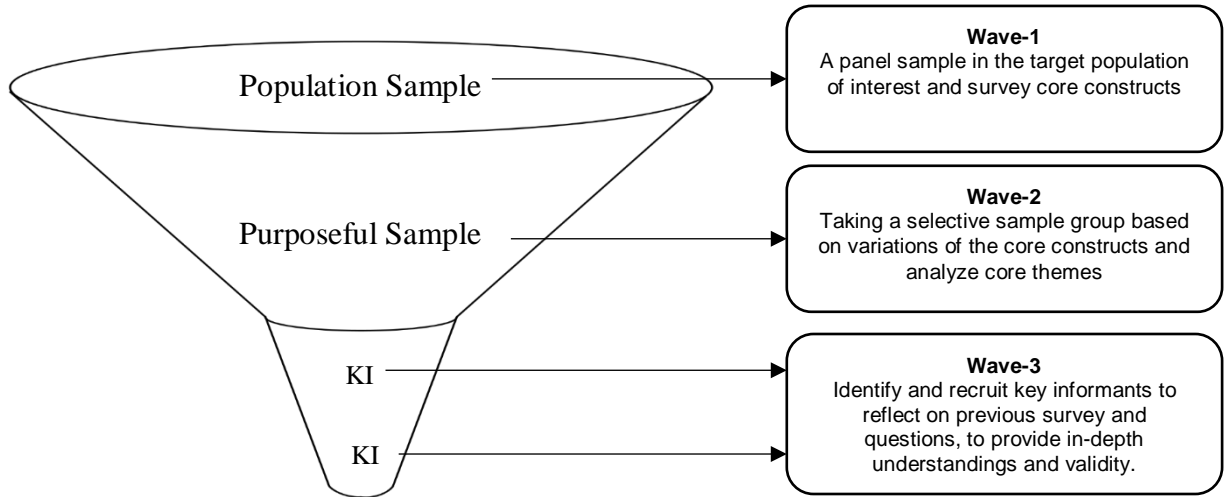 Population Sample
Wave-1
A panel sample in the target population
of interest and survey core constructs
Purposeful Sample
Wave-2
Taking a selective sample group based
on variations of the core constructs and
analyze core themes
KI
KI
Wave-3
Identify and recruit key informants to
reflect on previous survey and
questions, to provide in-depth
understandings and validity.